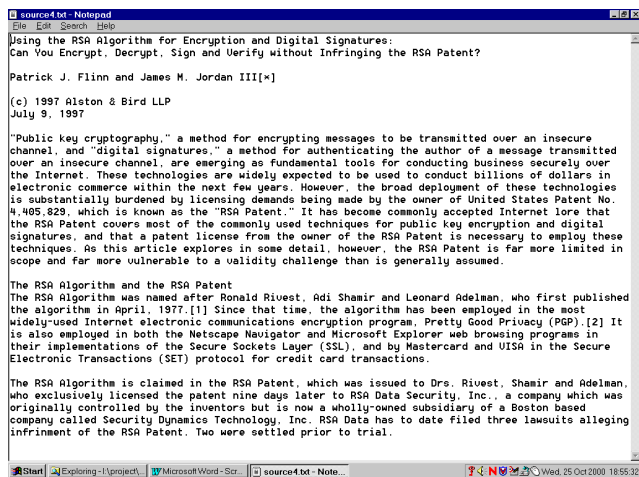 source4.txt - Notepad
File Edit Search Help
Using the RSA Algorithm for Encryption and Digital Signatures:
Can You Encrypt, Decrypt, Sign and Verify without Infringing the RSA Patent?
Patrick J. Flinn and James M. Jordan III[*]
(c) 1997 Alston & Bird LLP
July 9, 1997
"Public key cryptography," a method for encrypting messages to be transmitted over an insecure
channel, and "digital signatures," a method for authenticating the author of a message transmitted
over an insecure channel, are emerging as fundamental tools for conducting business securely over
the Internet. These technologies are widely expected to be used to conduct billions of dollars in
electronic commerce within the next few years. However, the broad deployment of these technologies
is substantially burdened by licensing demands being made by the owner of United States Patent No.
4,405,829, which is known as the "RSA Patent." It has become commonly accepted Internet lore that
the RSA Patent covers most of the commonly used techniques for public key encryption and digital
signatures, and that a patent license from the owner of the RSA Patent is necessary to employ these
techniques. As this article explores in some detail, however, the RSA Patent is far more limited in
scope and far more vulnerable to a validity challenge than is generally assumed.
The RSA Algorithm and the RSA Patent
The RSA Algorithm was named after Ronald Rivest, Adi Shamir and Leonard Adelman, who first published
the algorithm in April, 1977.[1] Since that time, the algorithm has been employed in the most
widely-used Internet electronic communications encryption program, Pretty Good Privacy (PGP).[2] It
is also employed in both the Netscape Navigator and Microsoft Explorer web browsing programs in
their implementations of the Secure Sockets Layer (SSL), and by Mastercard and VISA in the Secure
Electronic Transactions (SET) protocol for credit card transactions.
The RSA Algorithm is claimed in the RSA Patent, which was issued to Drs. Rivest, Shamir and Adelman,
who exclusively licensed the patent nine days later to RSA Data Security, Inc., a company which was
originally controlled by the inventors but is now a wholly-owned subsidiary of a Boston based
company called Security Dynamics Technology, Inc. RSA Data has to date filed three lawsuits alleging
infrinment of the RSA Patent. Two were settled prior to trial.
Start Exploring - I:\project\... Microsoft Word - Scr... source4.txt - Note... Wed, 25 Oct 2000 18:55:32